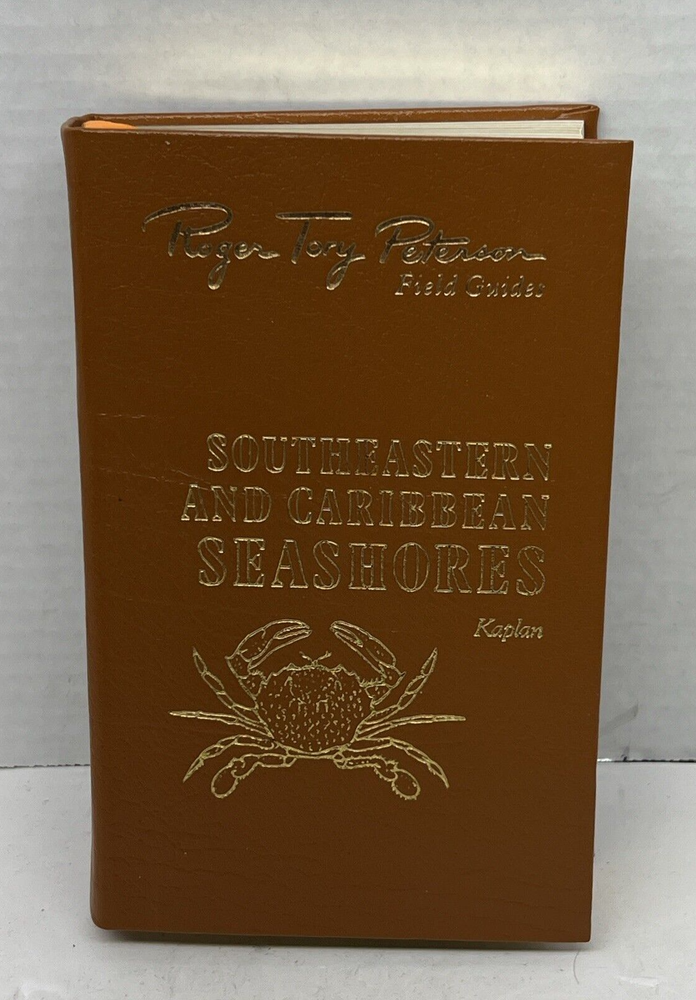 Roger Tory Peterson
Field Guides
SOUTHEASTERN
AND CARIBBEAN
SEASHORES
Kaplan